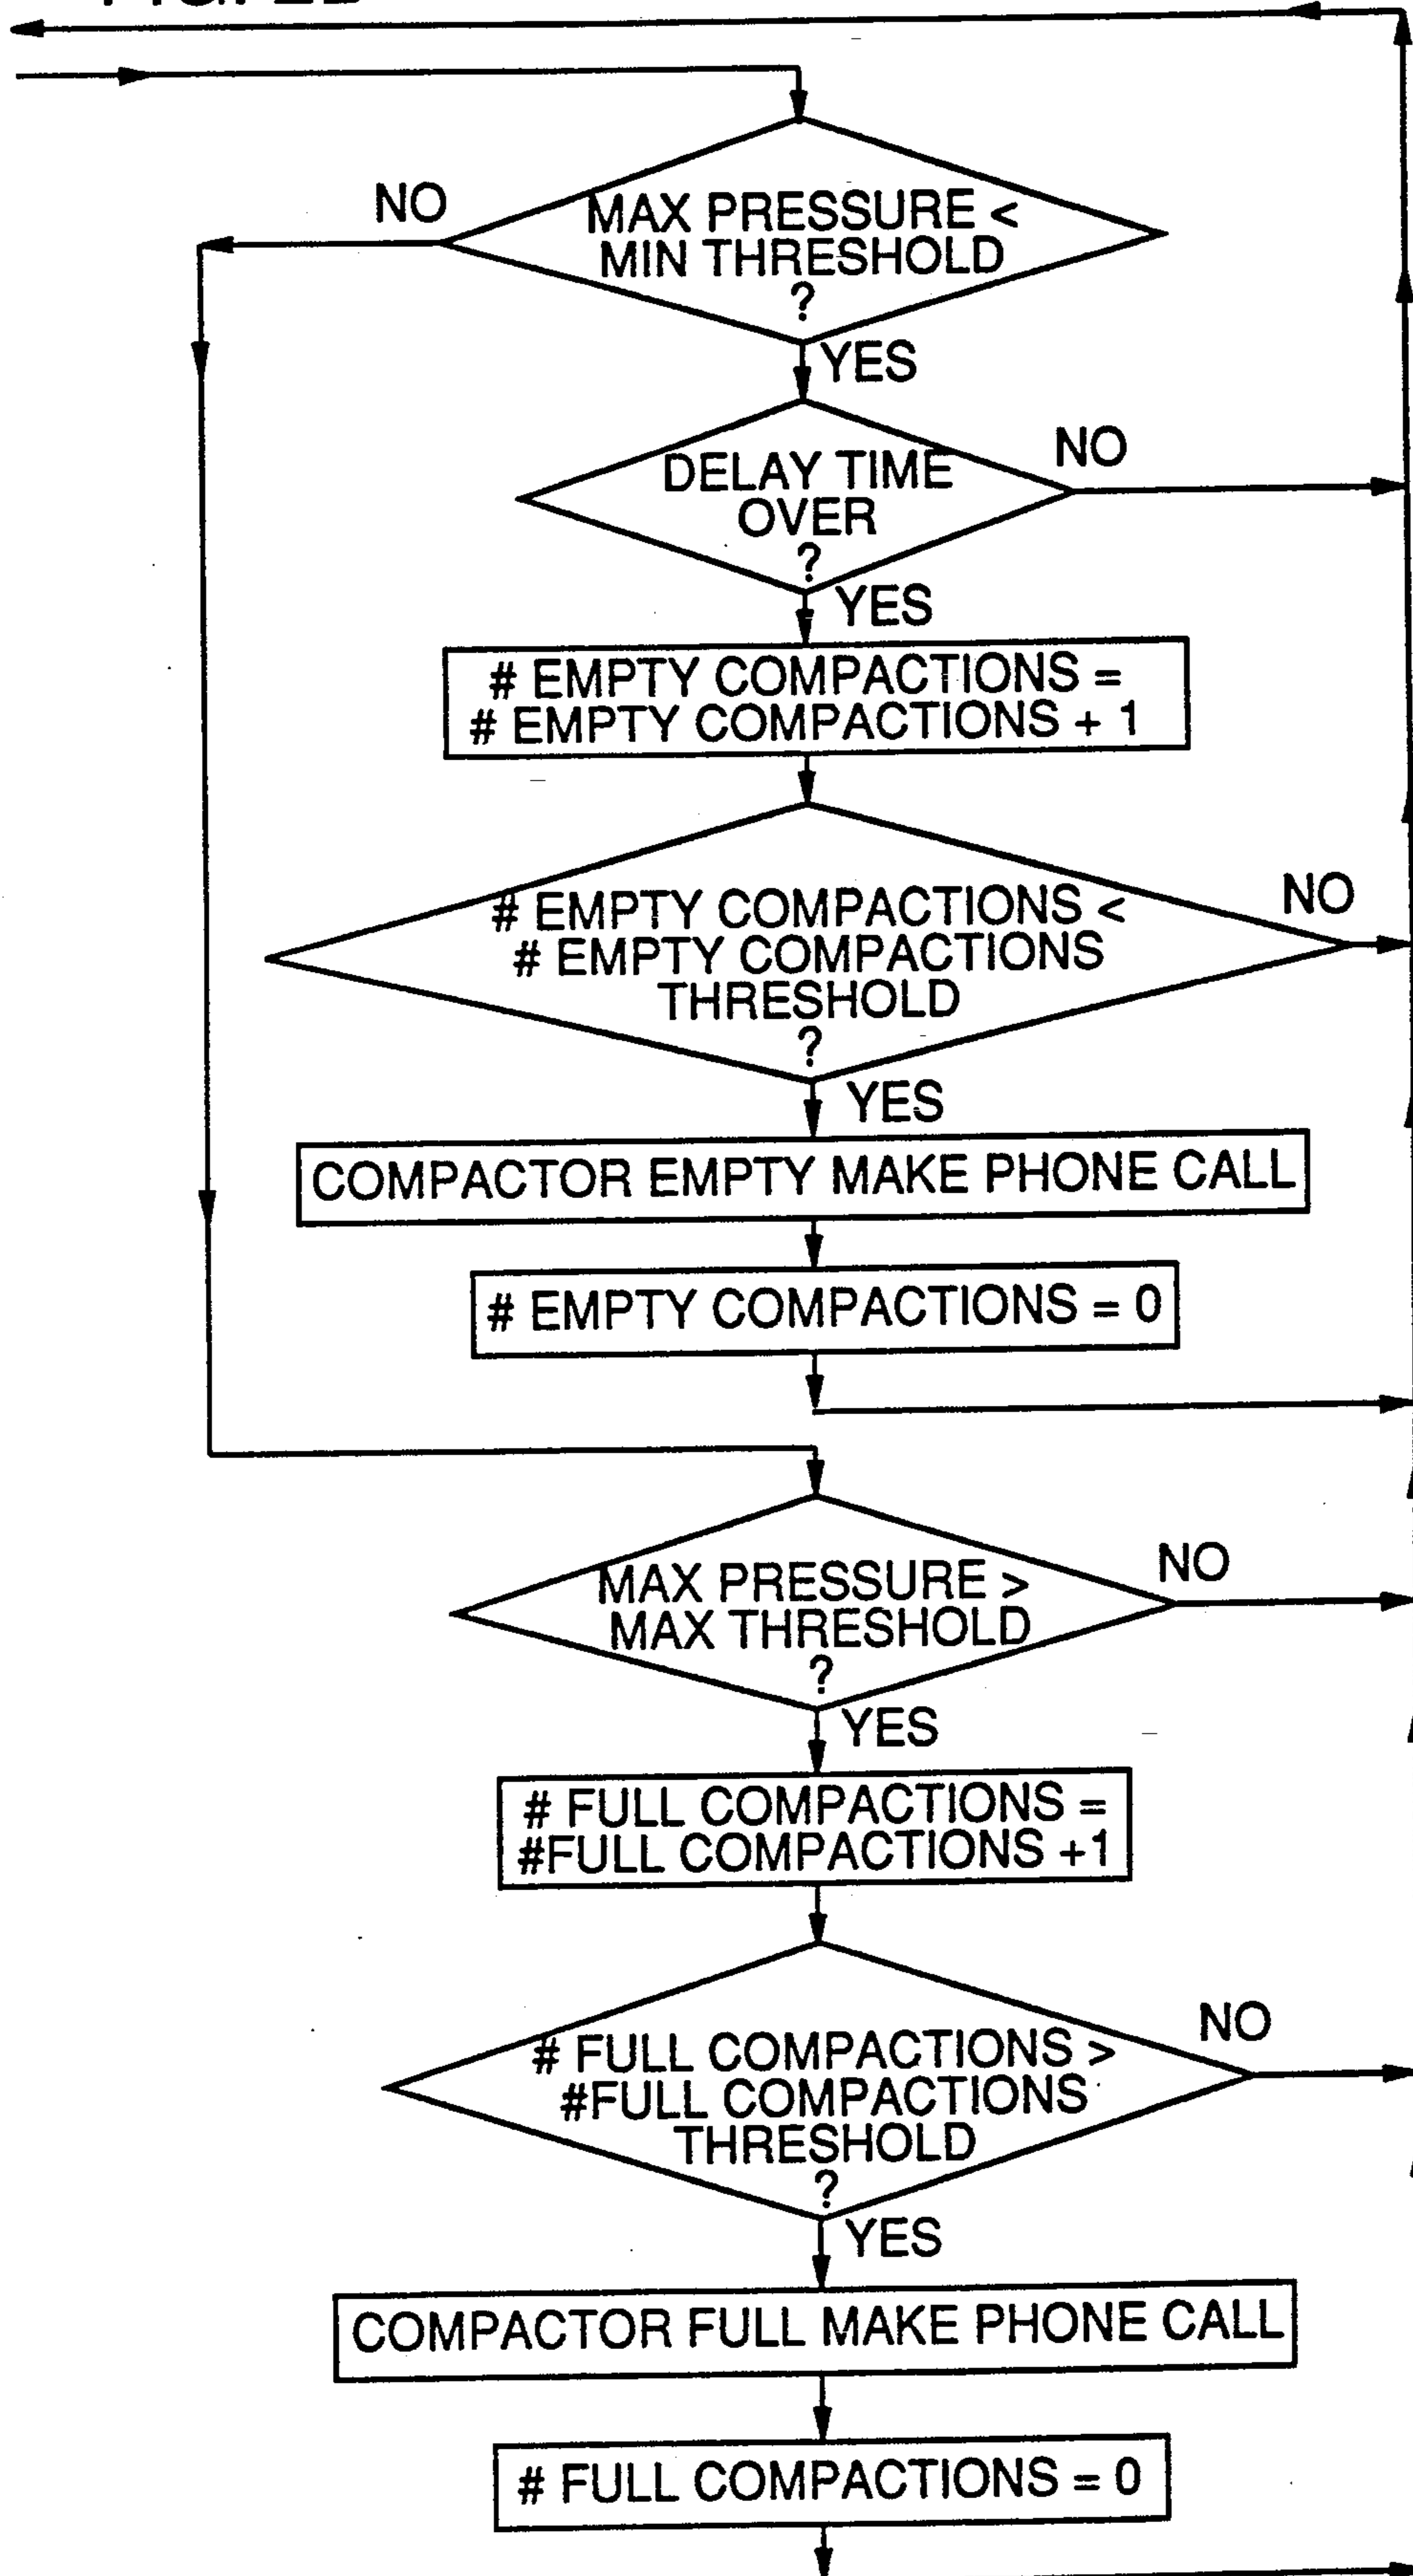 NO
MAX PRESSURE <
MIN THRESHOLD
?
YES
DELAY TIME
OVER
?
NO
YES
# EMPTY COMPACTIONS =
# EMPTY COMPACTIONS + 1
# EMPTY COMPACTIONS <
# EMPTY COMPACTIONS
THRESHOLD
?
NO
YES
COMPACTOR EMPTY MAKE PHONE CALL
# EMPTY COMPACTIONS = 0
MAX PRESSURE >
MAX THRESHOLD
?
NO
YES
# FULL COMPACTIONS =
#FULL COMPACTIONS +1
# FULL COMPACTIONS >
#FULL COMPACTIONS
THRESHOLD
?
NO
YES
COMPACTOR FULL MAKE PHONE CALL
# FULL COMPACTIONS = 0